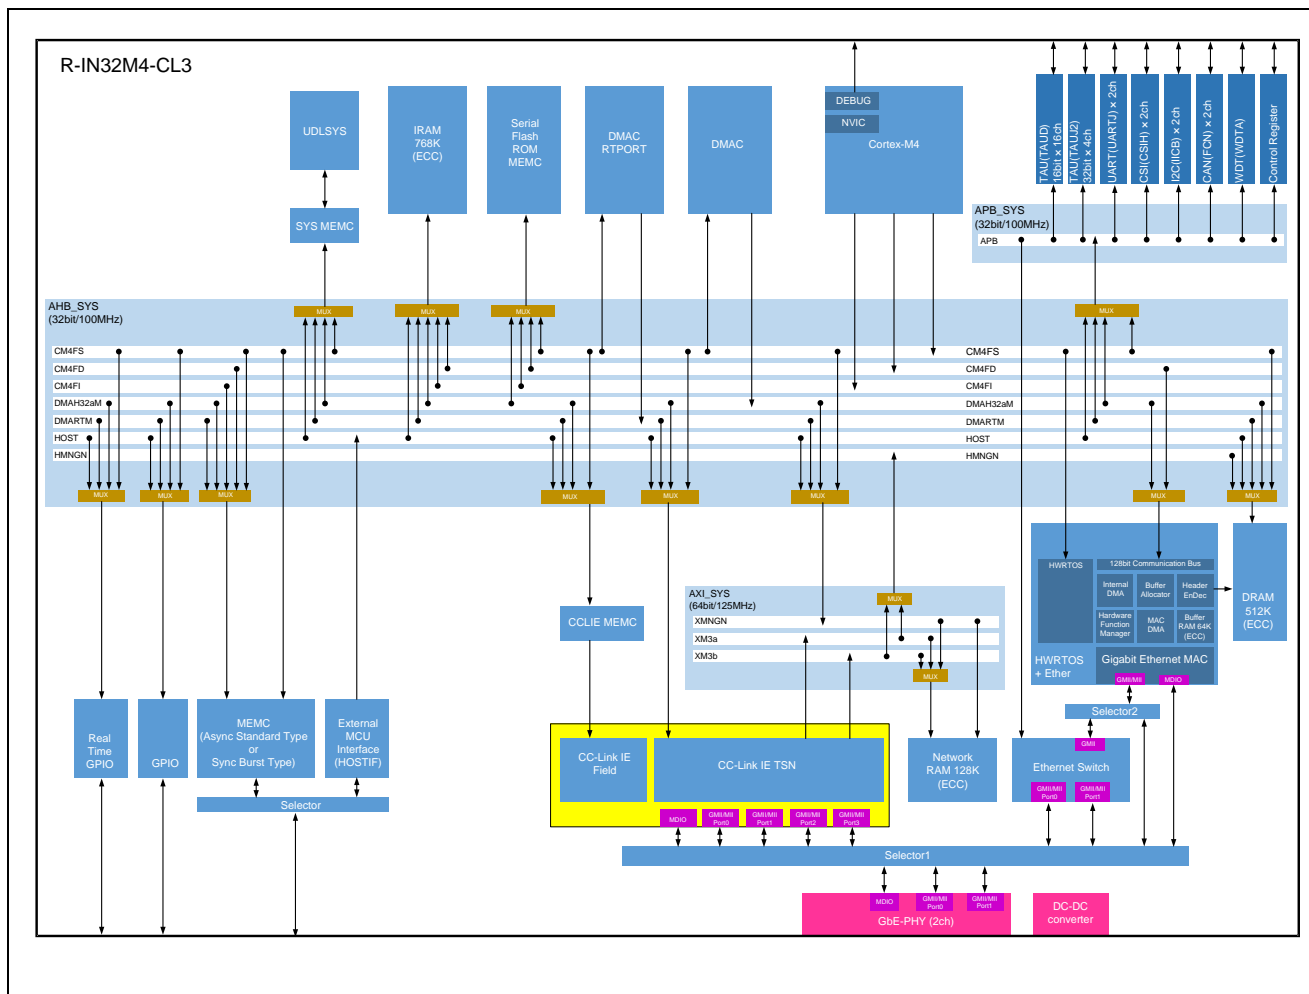 R-IN32M4-CL3
UDLSYS
SYS MEMC
IRAM
768K
(ECC)
Serial
Flash
ROM
MEMC
DMAC
RTPORT
DMAC
DEBUG
NVIC
Cortex-M4
TAU(TAUD)
16bit × 16ch
TAU(TAUJ2)
32bit × 4ch
UART(UARTJ) × 2ch
CSI(CSIH) × 2ch
I2C(IICB) × 2ch
CAN(FCN) × 2ch
WDT(WDTA)
Control Register
APB_SYS
(32bit/100MHz)
APB
AHB_SYS
(32bit/100MHz)
MUX
MUX
MUX
MUX
CM4FS
CM4FD
CM4FI
DMAH32aM
DMARTM
HOST
HMNGN
CM4FS
CM4FD
CM4FI
DMAH32aM
DMARTM
HOST
HMNGN
MUX
MUX
MUX
MUX
MUX
MUX
MUX
MUX
CCLIE MEMC
AXI_SYS
(64bit/125MHz)
MUX
XMNGN
XM3a
XM3b
MUX
HWRTOS
128bit Communication Bus
Internal
DMA
Buffer
Allocator
Header
EnDec
Hardware
Function
Manager
MAC
DMA
Buffer
RAM 64K
(ECC)
HWRTOS
+ Ether
Gigabit Ethernet MAC
GMII/MII
MDIO
DRAM
512K
(ECC)
Selector2
Real
Time
GPIO
GPIO
MEMC
(Async Standard Type
or
Sync Burst Type)
External
MCU
Interface
(HOSTIF)
Selector
CC-Link IE
Field
CC-Link IE TSN
MDIO
GMII/MII
Port0
GMII/MII
Port1
GMII/MII
Port2
GMII/MII
Port3
Network
RAM 128K
(ECC)
GMII
Ethernet Switch
GMII/MII
Port0
GMII/MII
Port1
Selector1
MDIO
GMII/MII
Port0
GMII/MII
Port1
GbE-PHY (2ch)
DC-DC
converter